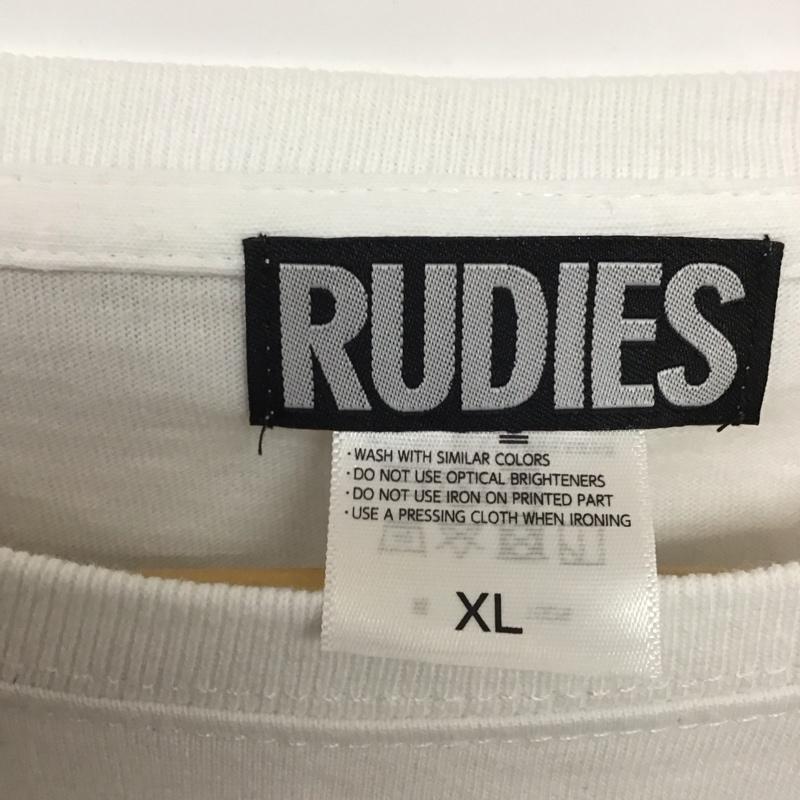 RUDIES
・WASH WITH SIMILAR COLORS
・DO NOT USE OPTICAL BRIGHTENERS
・DO NOT USE IRON ON PRINTED PART
・USE A PRESSING CLOTH WHEN IRONING
XL